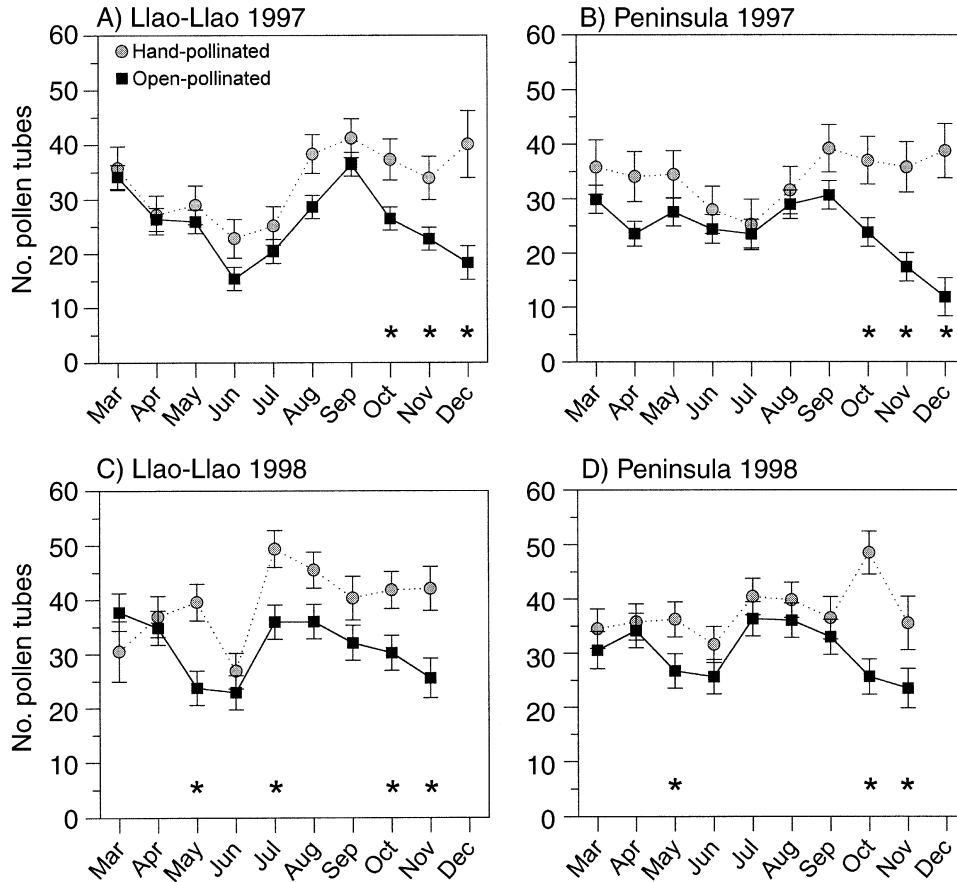 A) Llao-Llao 1997
Hand-pollinated
Open-pollinated
No. pollen tubes
60
50
40
30
20
10
0
* * *
Mar Apr May Jun Jul Aug Sep Oct Nov Dec
B) Peninsula 1997
60
50
40
30
20
10
0
* * *
Mar Apr May Jun Jul Aug Sep Oct Nov Dec
C) Llao-Llao 1998
No. pollen tubes
60
50
40
30
20
10
0
* * * *
Mar Apr May Jun Jul Aug Sep Oct Nov Dec
D) Peninsula 1998
60
50
40
30
20
10
0
* * *
Mar Apr May Jun Jul Aug Sep Oct Nov Dec